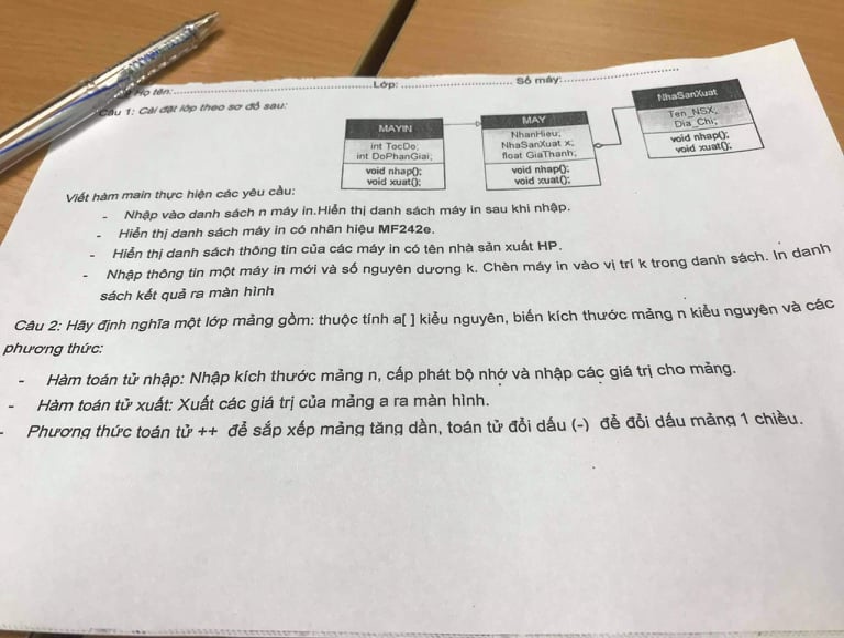 Họ tên:..........Lớp:..........Số máy:..........
Câu 1: Cài đặt lớp theo sơ đồ sau:
MAYIN
int TocDo;
int DoPhanGiai;
void nhap();
void xuat();
MAY
NhanHieu;
NhaSanXuat x;
float GiaThanh;
void nhap();
void xuat();
NhaSanXuat
Ten_NSX;
Dia_Chi;
void nhap();
void xuat();
Viết hàm main thực hiện các yêu cầu:
- Nhập vào danh sách n máy in. Hiển thị danh sách máy in sau khi nhập.
- Hiển thị danh sách máy in có nhãn hiệu MF242e.
- Hiển thị danh sách thông tin của các máy in có tên nhà sản xuất HP.
- Nhập thông tin một máy in mới và số nguyên dương k. Chèn máy in vào vị trí k trong danh sách. In danh
sách kết quả ra màn hình
Câu 2: Hãy định nghĩa một lớp mảng gồm: thuộc tính a[ ] kiểu nguyên, biến kích thước mảng n kiểu nguyên và các
phương thức:
- Hàm toán tử nhập: Nhập kích thước mảng n, cấp phát bộ nhớ và nhập các giá trị cho mảng.
- Hàm toán tử xuất: Xuất các giá trị của mảng a ra màn hình.
- Phương thức toán tử ++ để sắp xếp mảng tăng dần, toán tử đổi dấu (-) để đổi dấu mảng 1 chiều.